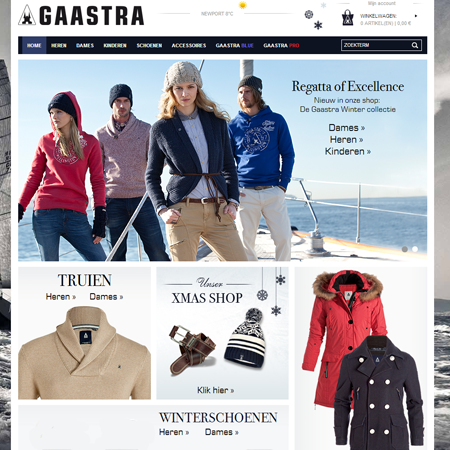 GAASTRA
NEWPORT 0°C
Mijn account
WINKELWAGEN:
0 ARTIKEL(EN) | 0,00 €
HOME HEREN DAMES KINDEREN SCHOENEN ACCESSORIES GAASTRA BLUE GAASTRA PRO
ZOEKTERM
Regatta of Excellence
Nieuw in onze shop:
De Gaastra Winter collectie
Dames »
Heren »
Kinderen »
TRUIEN
Heren » Dames »
Unser
XMAS SHOP
Klik hier »
WINTERSCHOENEN
Heren » Dames »